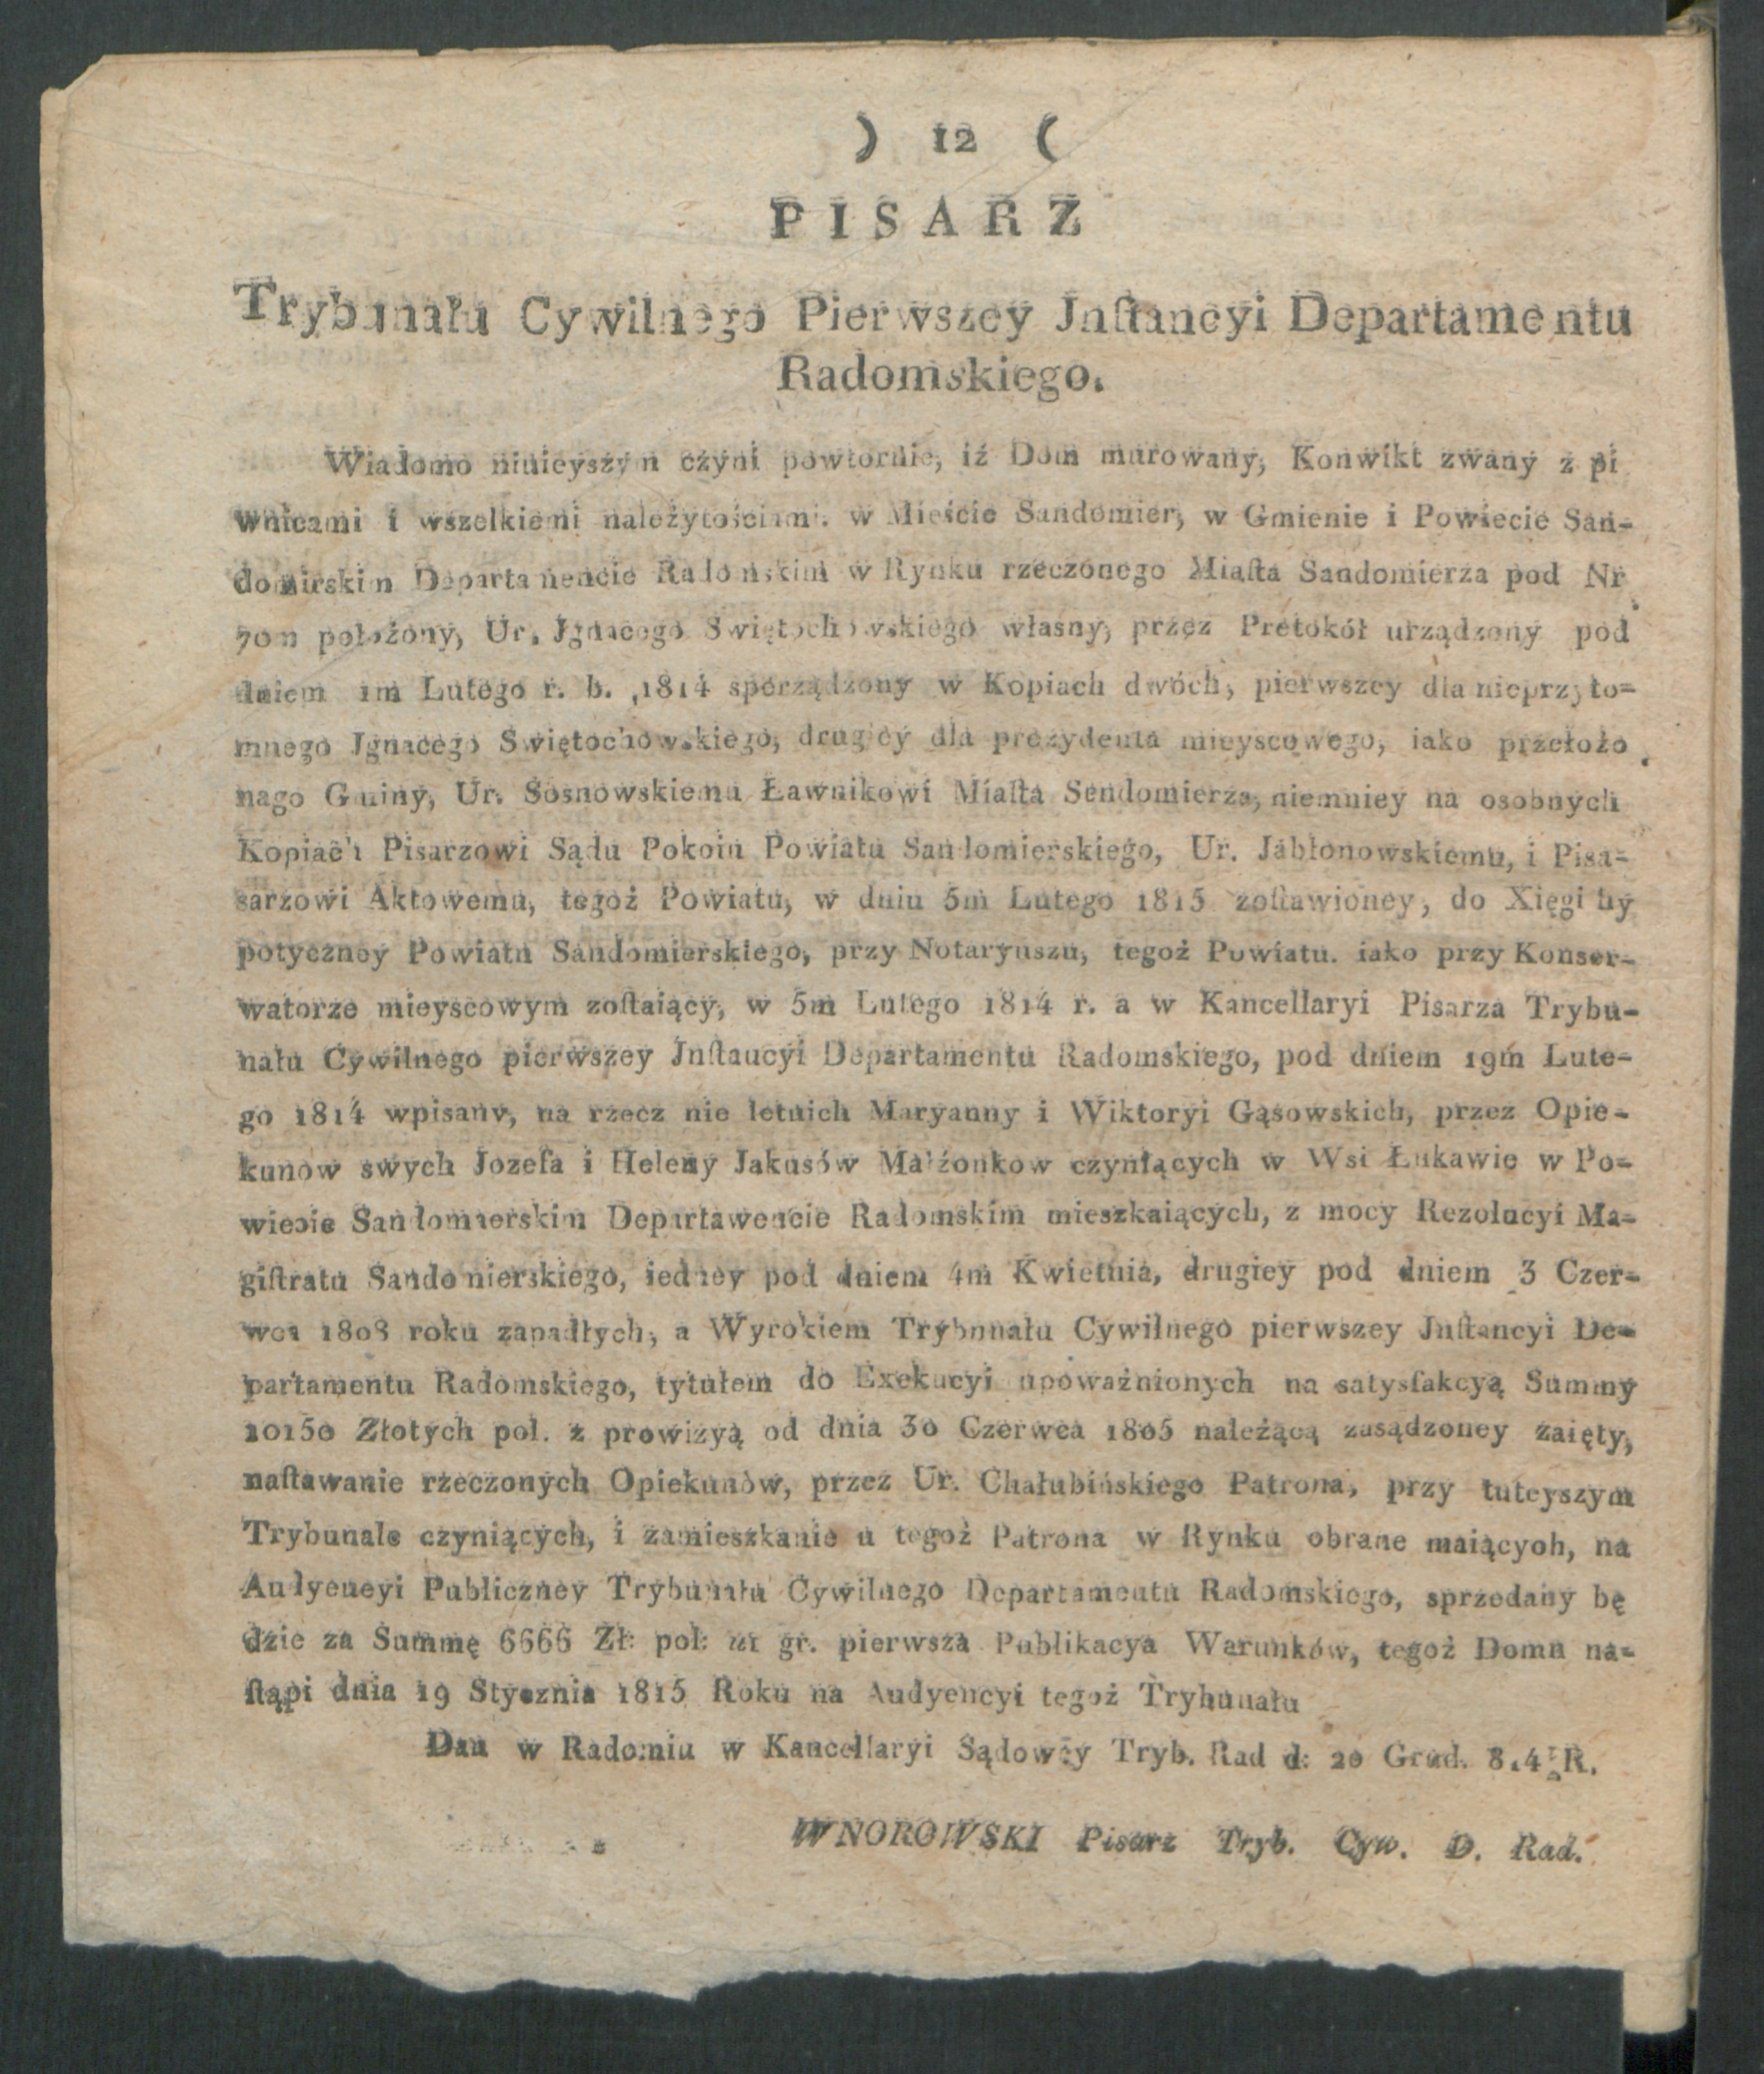 ) 12 (
PISARZ
Trybunału Cywilnego Pierwszey Jnſtancyi Departamentu
Radomskiego.
Wiadomo ninieyszym czyni powtornie, iź Dom murowany, Konwikt zwany z pi
wnicami i wszelkiemi należytościami. w Mieście Sandomier, w Gmienie i Powiecie San-
domirskim Departamencie Radomskim w Rynku rzeczonego Miaſta Sandomierza pod Nr
70m położony, Ur. Jgnacego Swiętochowskiego własny, przez Pretokół urządzony pod
dniem 1m Lutego r. b. ,1814 sporządzony w Kopiach dwóch, pierwszey dla nieprzyto-
mnego Jgnacego Swiętochowskiego, drugiey dla prezydenta mieyscowego, iako przełożo
nago Gminy, Ur. Sosnowskiemu Ławnikowi Miaſta Sendomierza, niemniey na osobnych
Kopiach Pisarzowi Sądu Pokoiu Powiatu Sandomierskiego, Ur. Jabłonowskiemu, i Pisa-
sarzowi Aktowemu, tegoż Powiatu, w dniu 5m Lutego 1815 zoſtawioney, do Xięgi hy
potyczney Powiatu Sandomierskiego, przy Notaryuszu, tegoż Powiatu. iako przy Konser-
watorze mieyscowym zoſtaiący, w 5m Lutego 1814 r. a w Kancellaryi Pisarza Trybu-
nału Cywilnego pierwszey Jnſtaucyi Departamentu Radomskiego, pod dniem 19m Lute-
go 1814 wpisany, na rzecz nie letnich Maryanny i Wiktoryi Gąsowskich, przez Opie-
kunow swych Jozefa i Heleny Jakusów Małżonkow czyniących w Wsi Łukawie w Po-
wiecie Sandomierskim Departawencie Radomskim mieszkaiących, z mocy Rezolucyi Ma-
giſtratu Sandomierskiego, iedney pod dniem 4m Kwietnia, drugiey pod dniem 3 Czer-
wca 1808 roku zapadłych, a Wyrokiem Trybunału Cywilnego pierwszey Jnſtancyi De-
partamentu Radomskiego, tytułem do Exekucyi upoważnionych na satysfakcyą Summy
10150 Złotych pol. z prowizyą od dnia 30 Czerwca 1805 należącą zasądzoney zaięty,
naſtawanie rzeczonych Opiekunów, przez Ur. Chałubińskiego Patrona, przy tuteyszym
Trybunale czyniących, i zamieszkanie u tegoż Patrona w Rynku obrane maiących, na
Audyencyi Publiczney Trybunału Cywilnego Departamentu Radomskiego, sprzedany bę
dzie za Summę 6666 Zł: pol: gr. pierwsza Publikacya Warunków, tegoż Domu na-
ſtąpi dnia 19 Stycznia 1815 Roku na Audyencyi tegoż Trybunału
Dan w Radomiu w Kancellaryi Sądowey Tryb. Rad d: 20 Grud. R.
WNOROWSKI Pisarz Tryb. Cyw. D. Rad.